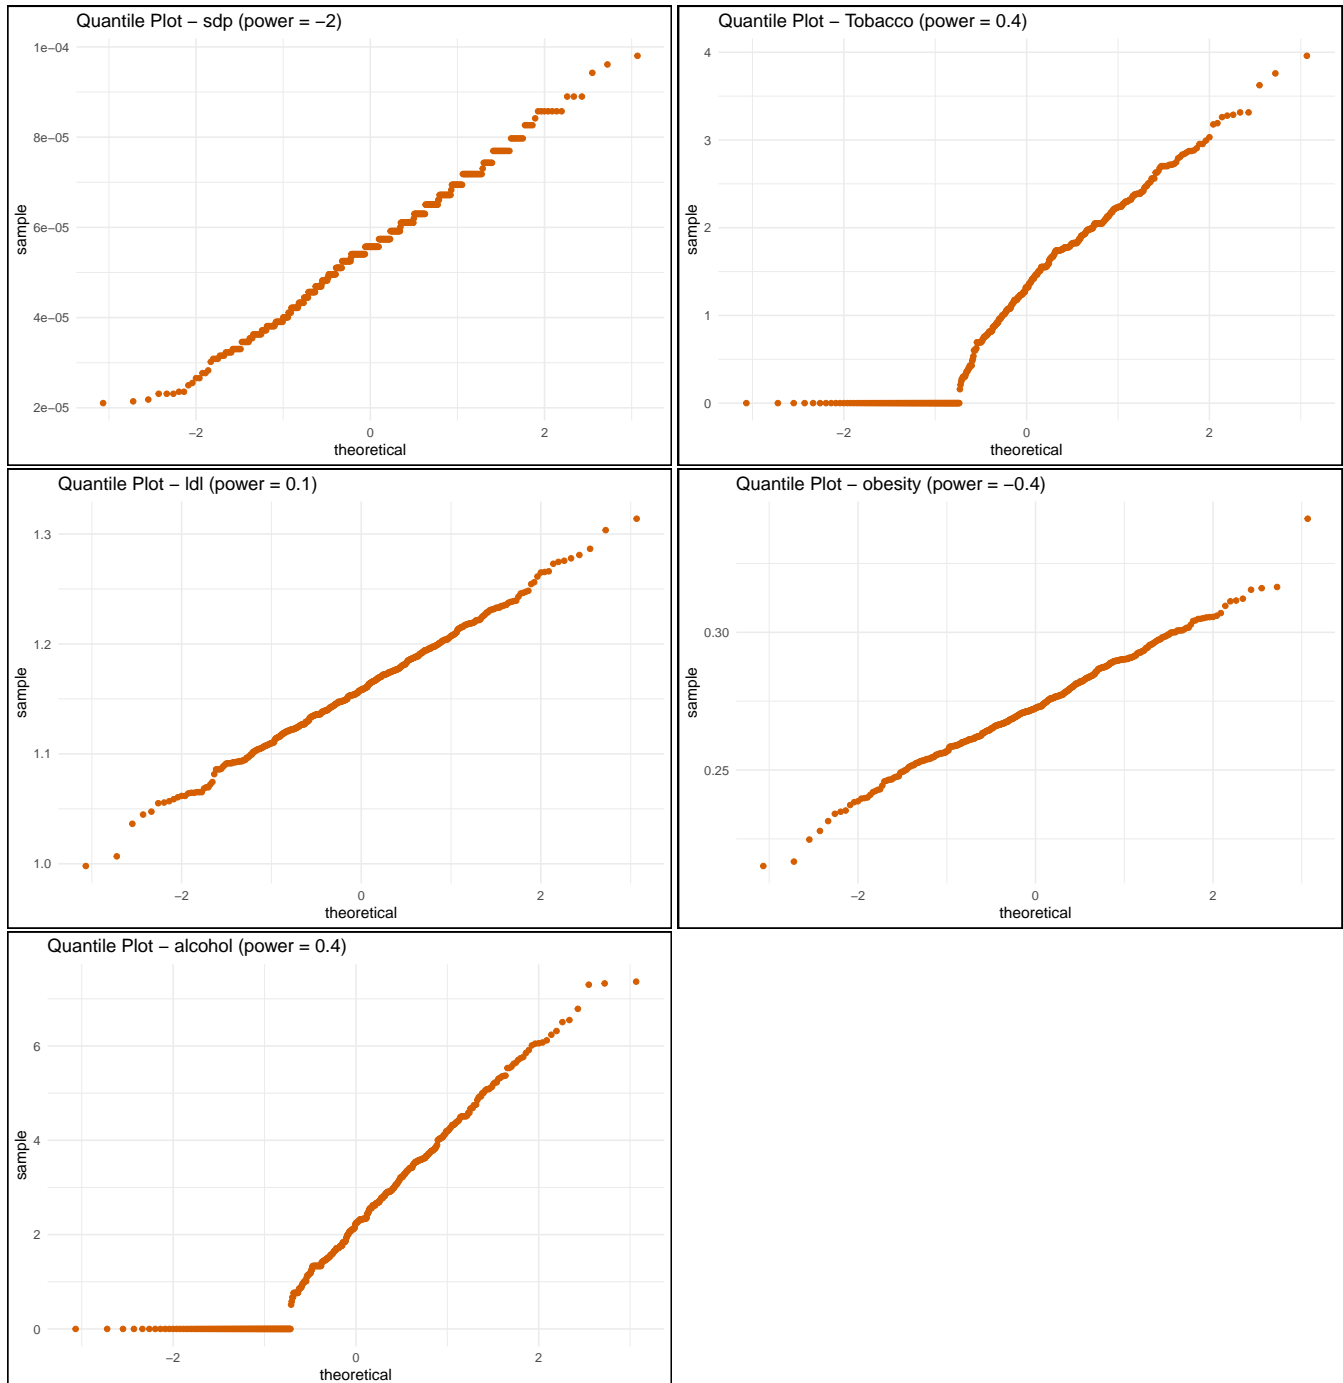 Quantile Plot − sdp (power = −2)
1e−04
8e−05
6e−05
4e−05
2e−05
sample
−2
0
2
theoretical
Quantile Plot − Tobacco (power = 0.4)
4
3
2
1
0
sample
−2
0
2
theoretical
Quantile Plot − ldl (power = 0.1)
1.3
1.2
1.1
1.0
sample
−2
0
2
theoretical
Quantile Plot − obesity (power = −0.4)
0.30
0.25
sample
−2
0
2
theoretical
Quantile Plot − alcohol (power = 0.4)
6
4
2
0
sample
−2
0
2
theoretical